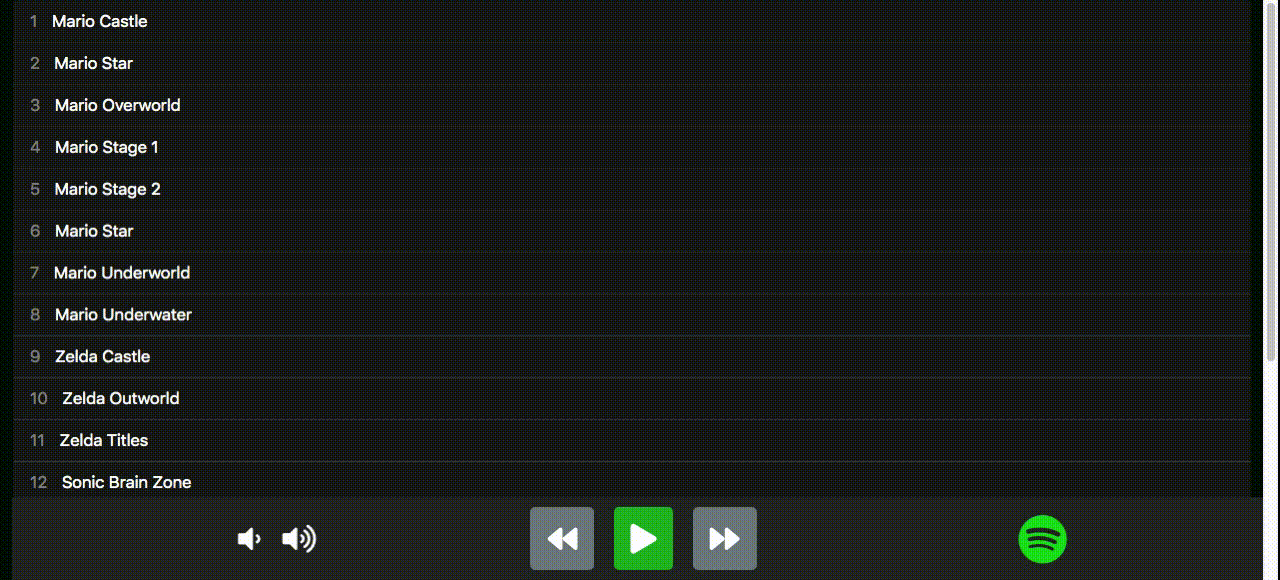 1 Mario Castle
2 Mario Star
3 Mario Overworld
4 Mario Stage 1
5 Mario Stage 2
6 Mario Star
7 Mario Underworld
8 Mario Underwater
9 Zelda Castle
10 Zelda Outworld
11 Zelda Titles
12 Sonic Brain Zone